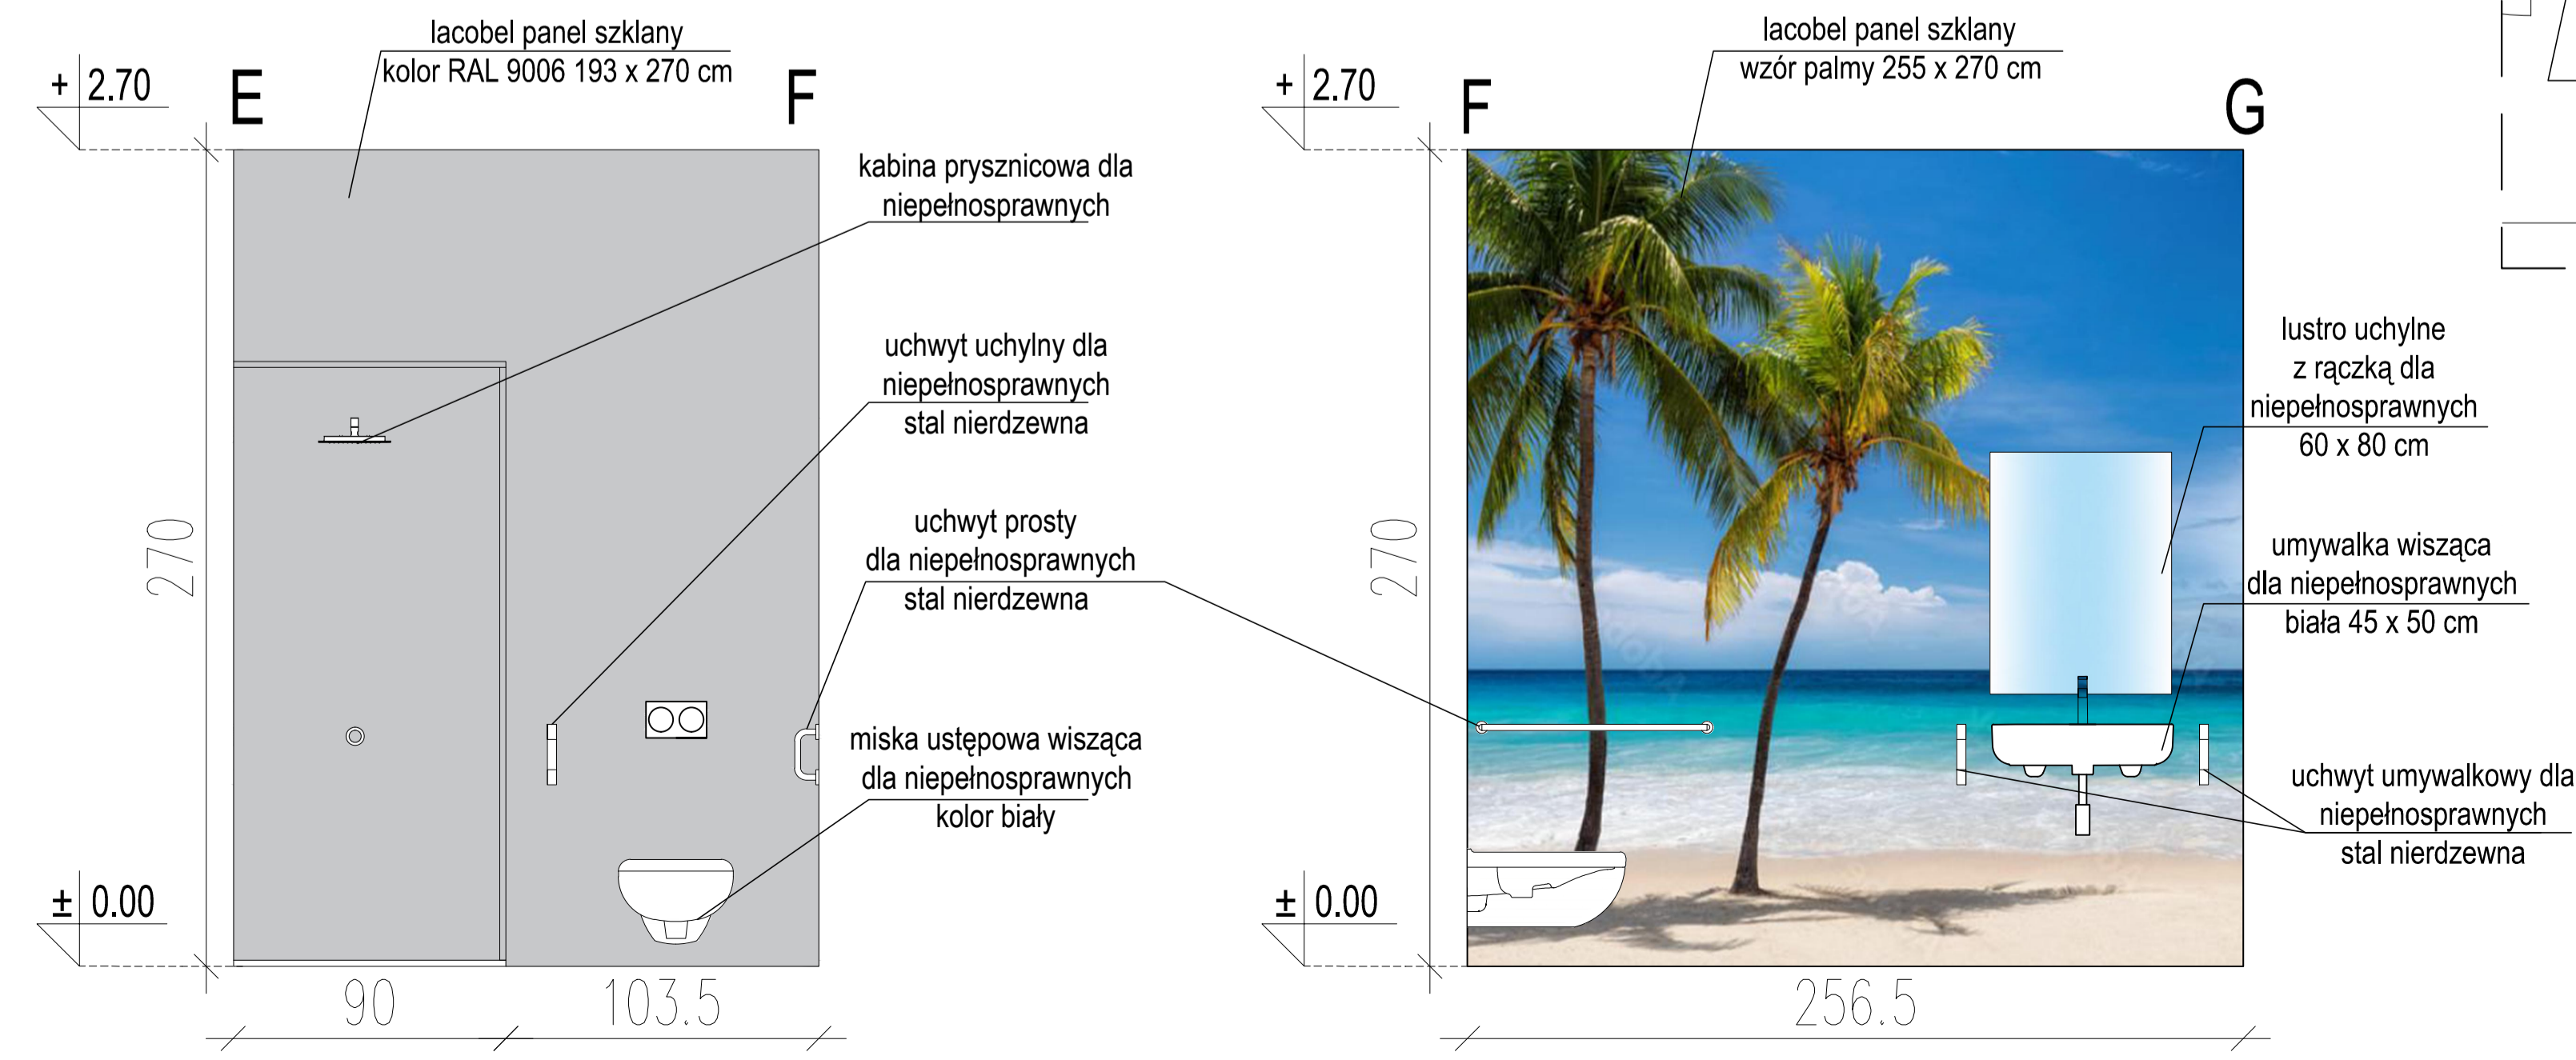 lacobel panel szklany
kolor RAL 9006 193 x 270 cm
+ 2.70
E
F
kabina prysznicowa dla
niepełnosprawnych
uchwyt uchylny dla
niepełnosprawnych
stal nierdzewna
uchwyt prosty
dla niepełnosprawnych
stal nierdzewna
miska ustępowa wisząca
dla niepełnosprawnych
kolor biały
270
± 0.00
90
103.5
lacobel panel szklany
wzór palmy 255 x 270 cm
+ 2.70
F
G
lustro uchylne
z rączką dla
niepełnosprawnych
60 x 80 cm
umywalka wisząca
dla niepełnosprawnych
biała 45 x 50 cm
uchwyt umywalkowy dla
niepełnosprawnych
stal nierdzewna
270
± 0.00
256.5